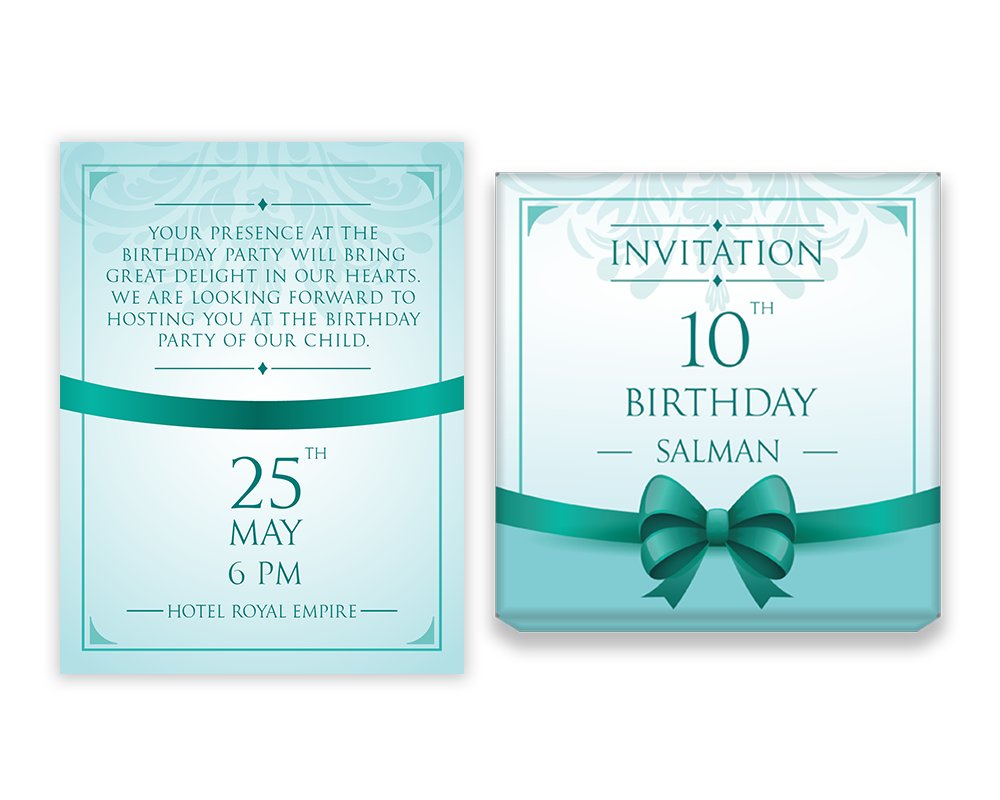 YOUR PRESENCE AT THE
BIRTHDAY PARTY WILL BRING
GREAT DELIGHT IN OUR HEARTS.
WE ARE LOOKING FORWARD TO
HOSTING YOU AT THE BIRTHDAY
PARTY OF OUR CHILD.
25TH
MAY
6 PM
HOTEL ROYAL EMPIRE
INVITATION
10TH
BIRTHDAY
SALMAN